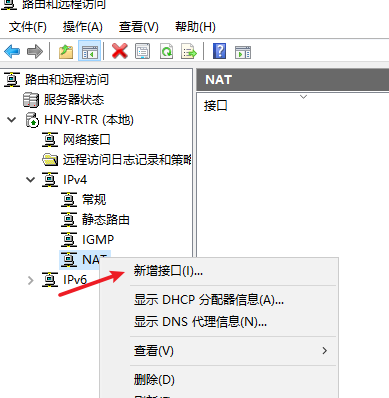 路由和远程访问
文件(F) 操作(A) 查看(V) 帮助(H)
路由和远程访问
服务器状态
HNY-RTR (本地)
网络接口
远程访问日志记录和策略
IPv4
常规
静态路由
IGMP
NAT
IPv6
NAT
接口
新增接口(I)...
显示 DHCP 分配器信息(A)...
显示 DNS 代理信息(N)...
查看(V)
删除(D)